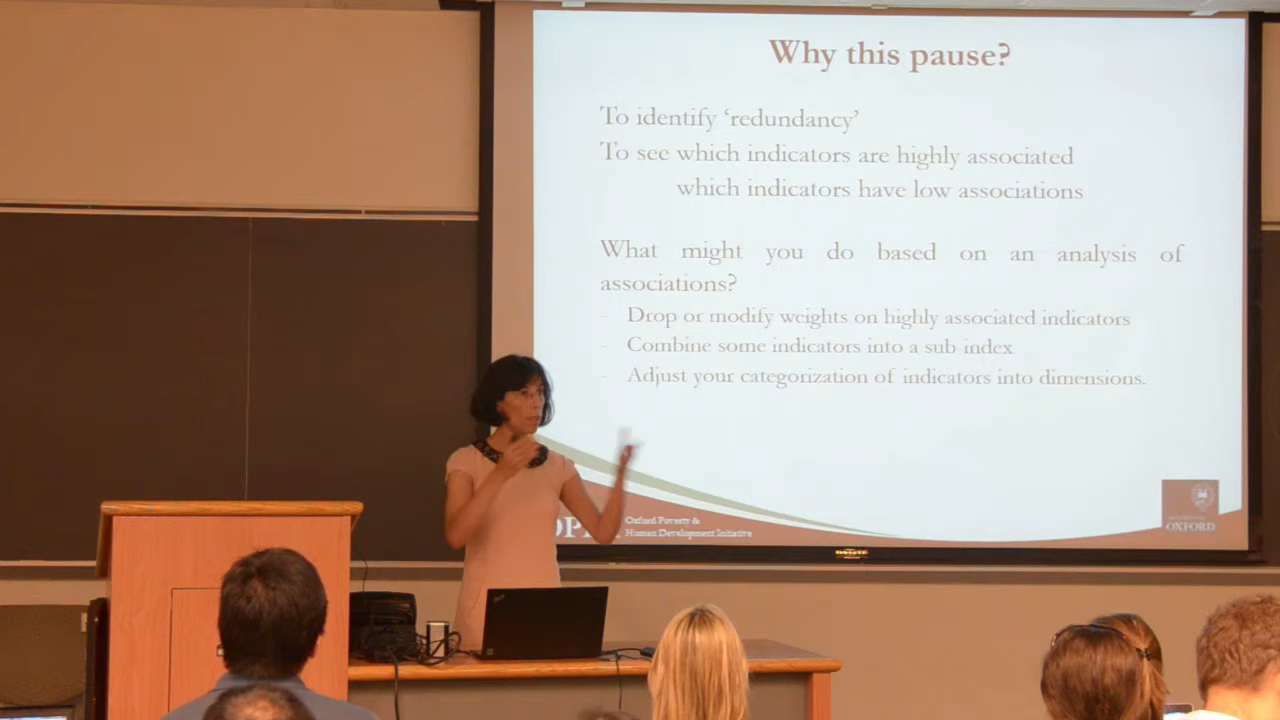 Why this pause?
To identify ‘redundancy’
To see which indicators are highly associated
which indicators have low associations
What might you do based on an analysis of
associations?
- Drop or modify weights on highly associated indicators
- Combine some indicators into a sub-index
- Adjust your categorization of indicators into dimensions.
Oxford Poverty &
Human Development Initiative
OXFORD